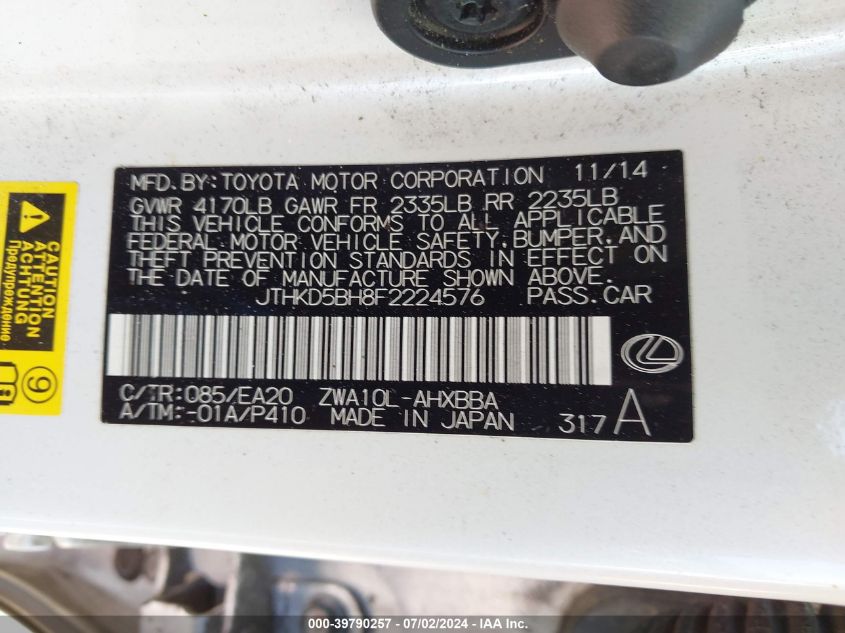 MFD. BY: TOYOTA MOTOR CORPORATION 11/14
GVWR 4170LB GAWR FR 2335LB RR 2235LB
THIS VEHICLE CONFORMS TO ALL APPLICABLE
FEDERAL MOTOR VEHICLE SAFETY, BUMPER, AND
THEFT PREVENTION STANDARDS IN EFFECT ON
THE DATE OF MANUFACTURE SHOWN ABOVE.
JTHKD5BH8F2224576 PASS. CAR
C/TR: 085/EA20 ZWA10L-AHXBBA
A/TM: -01A/P410 MADE IN JAPAN 317 A
CAUTION
ATTENTION
ACHTUNG
Предупреждение
9
000-39790257 - 07/02/2024 - IAA Inc.